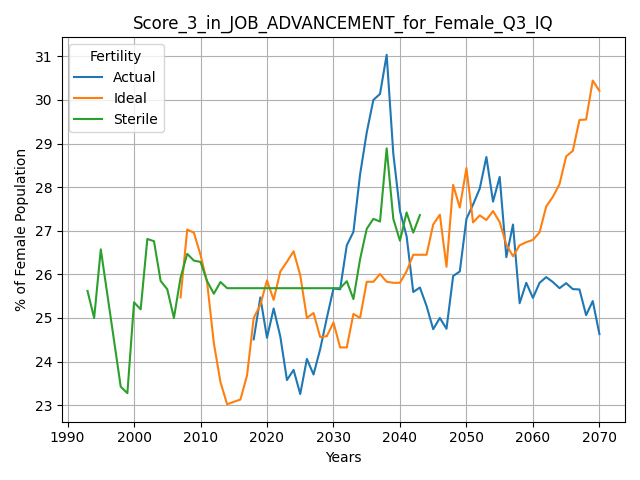 Score_3_in_JOB_ADVANCEMENT_for_Female_Q3_IQ
Fertility
Actual
Ideal
Sterile
% of Female Population
31
30
29
28
27
26
25
24
23
1990 2000 2010 2020 2030 2040 2050 2060 2070
Years